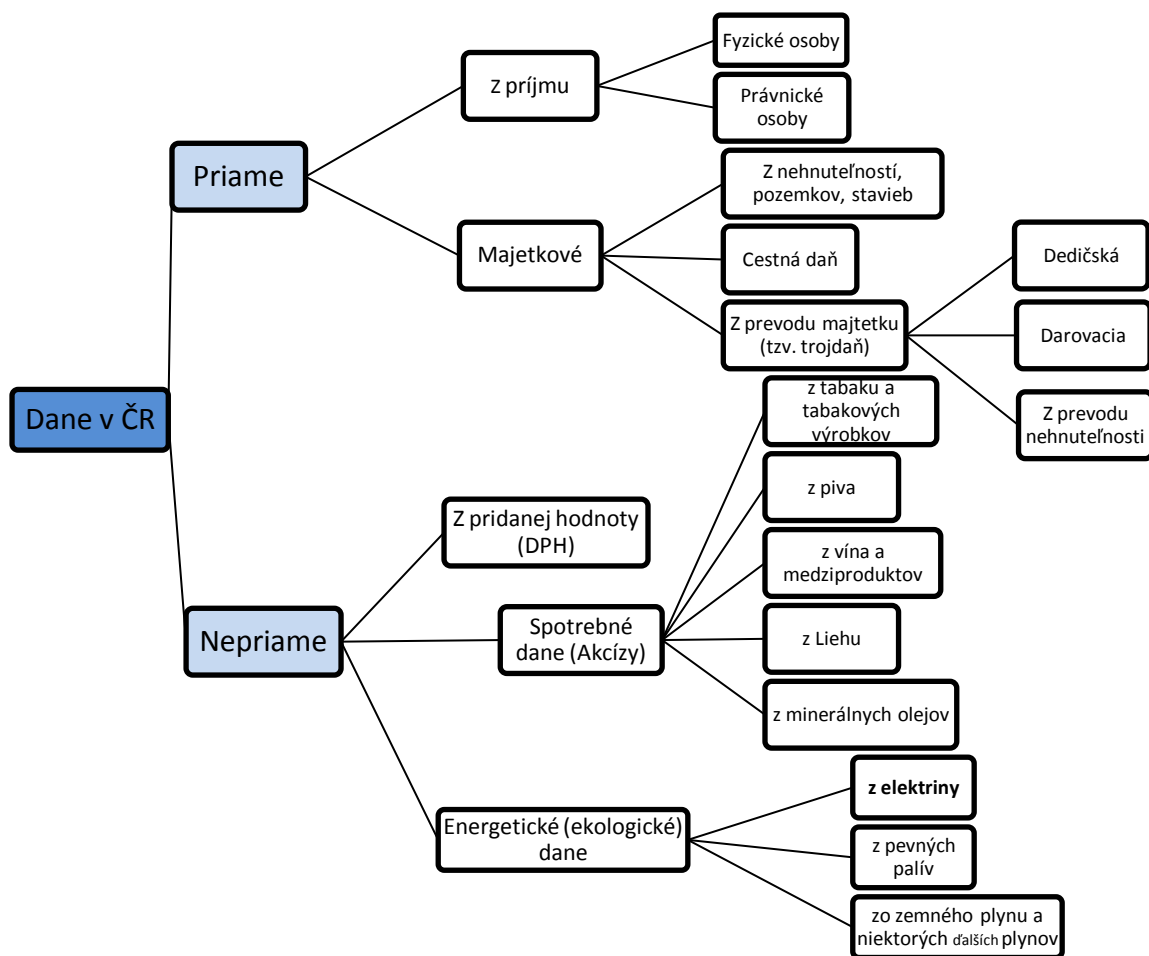 Dane v ČR
Priame
Z príjmu
Fyzické osoby
Právnické
osoby
Majetkové
Z nehnuteľností,
pozemkov, stavieb
Cestná daň
Z prevodu majtetku
(tzv. trojdaň)
Dedičská
Darovacia
Z prevodu
nehnuteľnosti
Nepriame
Z pridanej hodnoty
(DPH)
Spotrebné
dane (Akcízy)
z tabaku a
tabakových
výrobkov
z piva
z vína a
medziproduktov
z Liehu
z minerálnych olejov
Energetické (ekologické)
dane
z elektriny
z pevných
palív
zo zemného plynu a
niektorých ďalších plynov